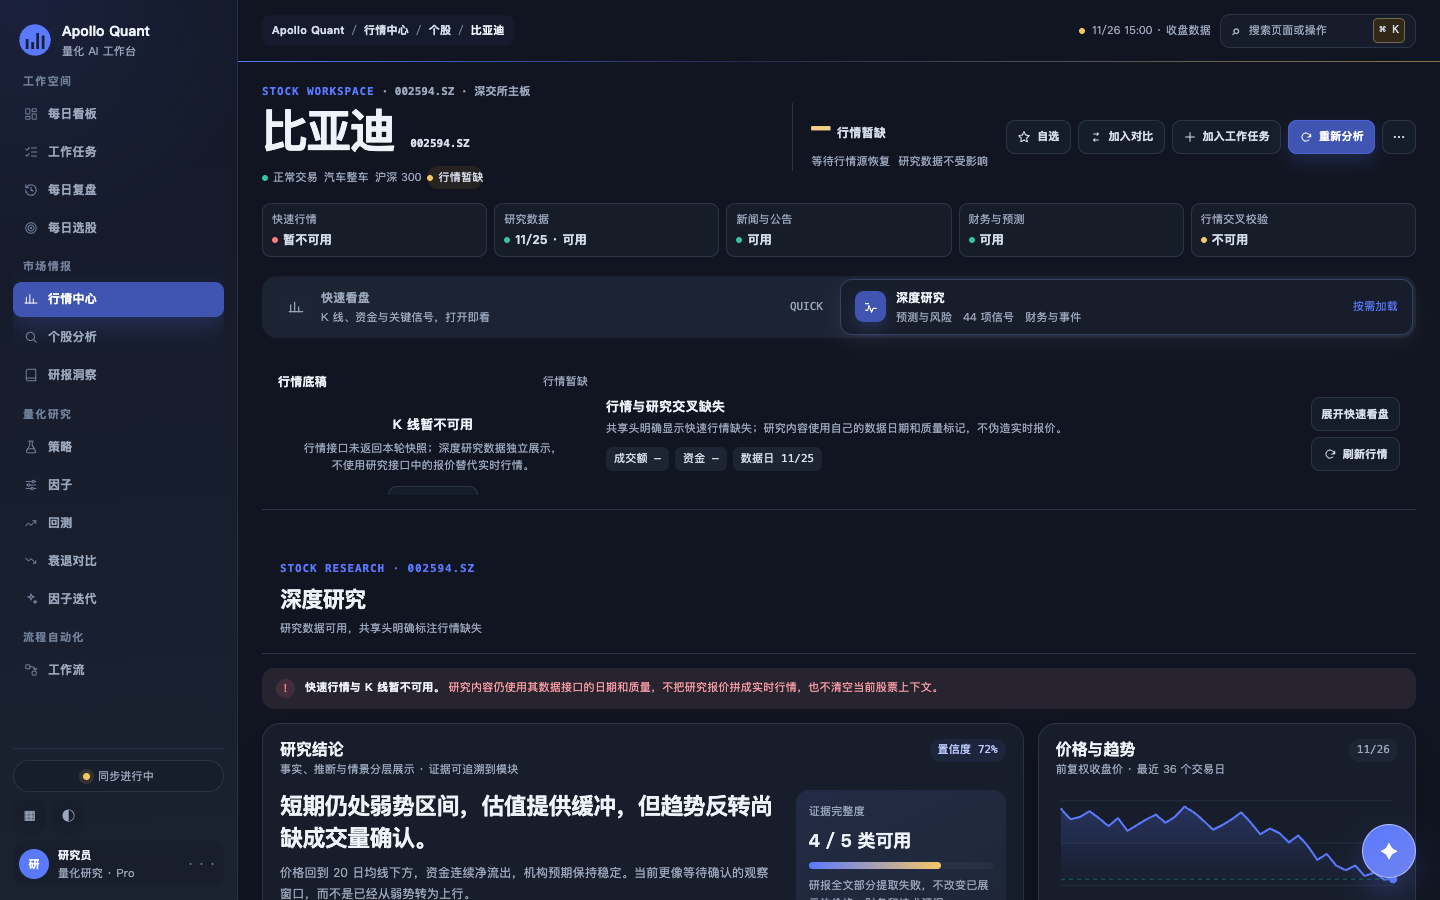 Apollo Quant
量化 AI 工作台
工作空间
每日看板
工作任务
每日复盘
每日选股
市场情报
行情中心
个股分析
研报洞察
量化研究
策略
因子
回测
衰退对比
因子迭代
流程自动化
工作流
同步进行中
研
研究员
量化研究 · Pro
Apollo Quant / 行情中心 / 个股 / 比亚迪
11/26 15:00 · 收盘数据
搜索页面或操作
⌘ K
STOCK WORKSPACE · 002594.SZ · 深交所主板
比亚迪 002594.SZ
正常交易 汽车整车 沪深 300 行情暂缺
行情暂缺
等待行情源恢复 研究数据不受影响
自选
加入对比
加入工作任务
重新分析
快速行情
暂不可用
研究数据
11/25 · 可用
新闻与公告
可用
财务与预测
可用
行情交叉校验
不可用
快速看盘
K 线、资金与关键信号，打开即看
QUICK
深度研究
预测与风险 44 项信号 财务与事件
按需加载
行情底稿
行情暂缺
K 线暂不可用
行情接口未返回本轮快照；深度研究数据独立展示，
不使用研究接口中的报价替代实时行情。
行情与研究交叉缺失
共享头明确显示快速行情缺失；研究内容使用自己的数据日期和质量标记，不伪造实时报价。
成交额 —
资金 —
数据日 11/25
展开快速看盘
刷新行情
STOCK RESEARCH · 002594.SZ
深度研究
研究数据可用，共享头明确标注行情缺失
! 快速行情与 K 线暂不可用。 研究内容仍使用其数据接口的日期和质量，不把研究报价拼成实时行情，也不清空当前股票上下文。
研究结论
事实、推断与情景分层展示 · 证据可追溯到模块
置信度 72%
短期仍处弱势区间，估值提供缓冲，但趋势反转尚
缺成交量确认。
价格回到 20 日均线下方，资金连续净流出，机构预期保持稳定。当前更像等待确认的观察
窗口，而不是已经从弱势转为上行。
证据完整度
4 / 5 类可用
研报全文部分提取失败，不改变已展
价格与趋势
前复权收盘价 · 最近 36 个交易日
11/26